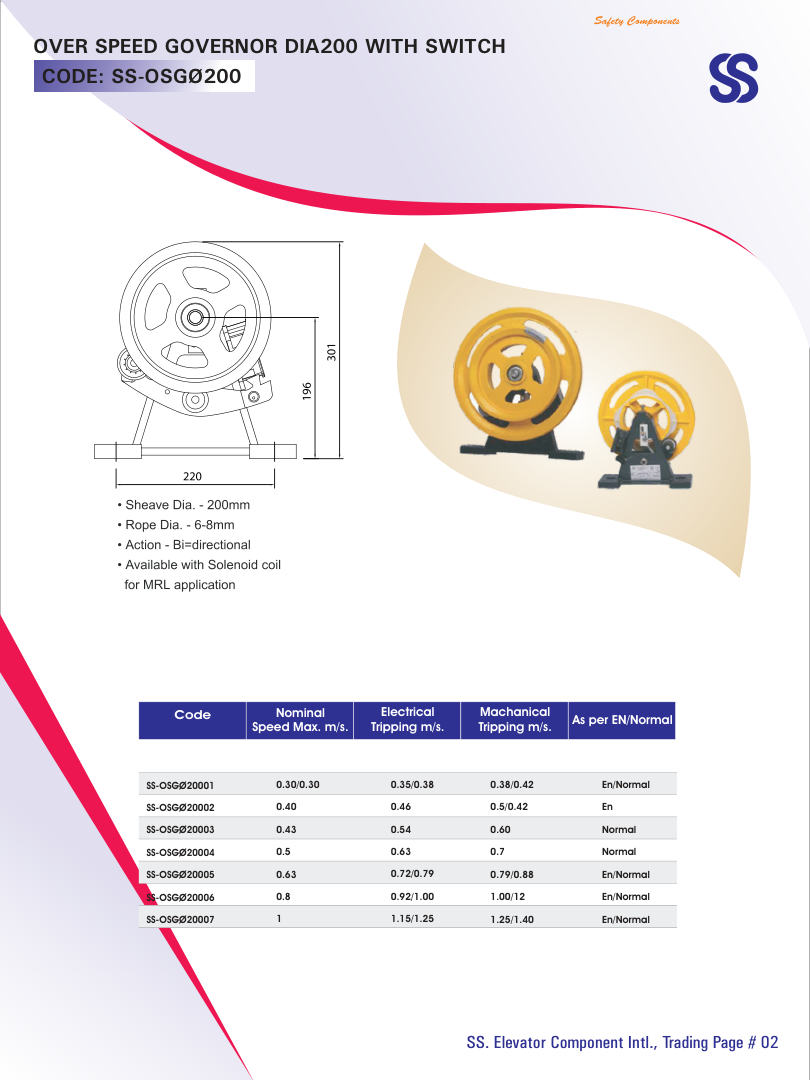 Safety Components
OVER SPEED GOVERNOR DIA200 WITH SWITCH
CODE: SS-OSGØ200
SS
301
196
220
• Sheave Dia. - 200mm
• Rope Dia. - 6-8mm
• Action - Bi=directional
• Available with Solenoid coil
for MRL application
Code Nominal Speed Max. m/s. Electrical Tripping m/s. Machanical Tripping m/s. As per EN/Normal
SS-OSGØ20001 0.30/0.30 0.35/0.38 0.38/0.42 En/Normal
SS-OSGØ20002 0.40 0.46 0.5/0.42 En
SS-OSGØ20003 0.43 0.54 0.60 Normal
SS-OSGØ20004 0.5 0.63 0.7 Normal
SS-OSGØ20005 0.63 0.72/0.79 0.79/0.88 En/Normal
SS-OSGØ20006 0.8 0.92/1.00 1.00/12 En/Normal
SS-OSGØ20007 1 1.15/1.25 1.25/1.40 En/Normal
SS. Elevator Component Intl., Trading Page # 02